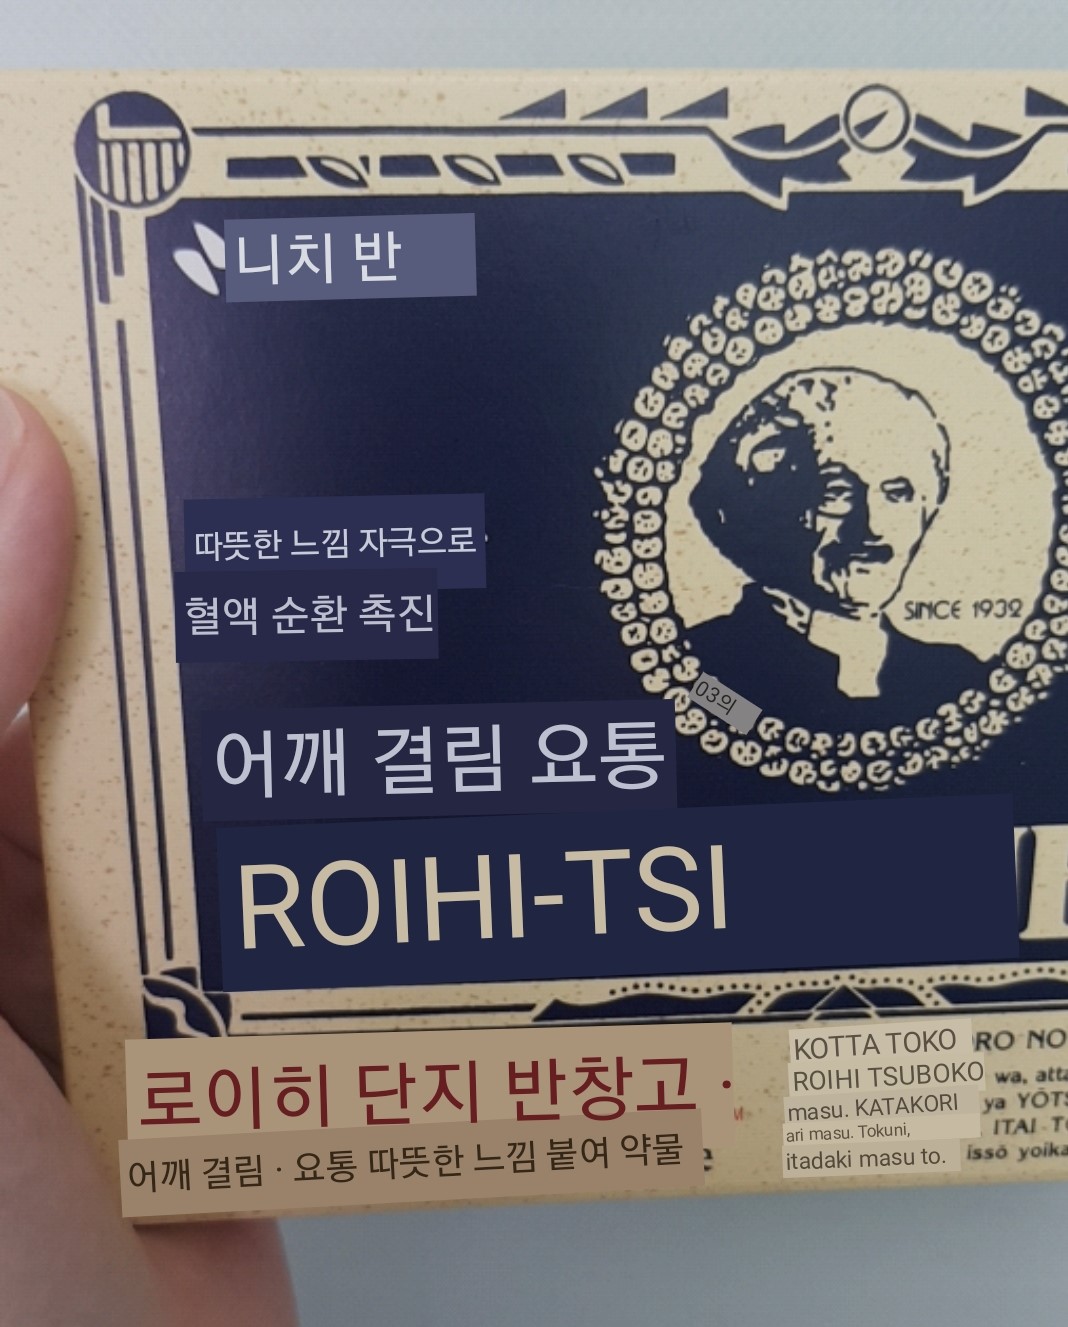 니치 반
따뜻한 느낌 자극으로
혈액 순환 촉진
SINCE 1932
03의
어깨 결림 요통
ROIHI-TSI
로이히 단지 반창고 ·
어깨 결림 · 요통 따뜻한 느낌 붙여 약물
KOTTA TOKO RO NO
ROIHI TSUBOKO wa, atta
masu. KATAKORI ya YŌTS
ari masu. Tokuni, ITAI TO
itadaki masu to. issō yoika